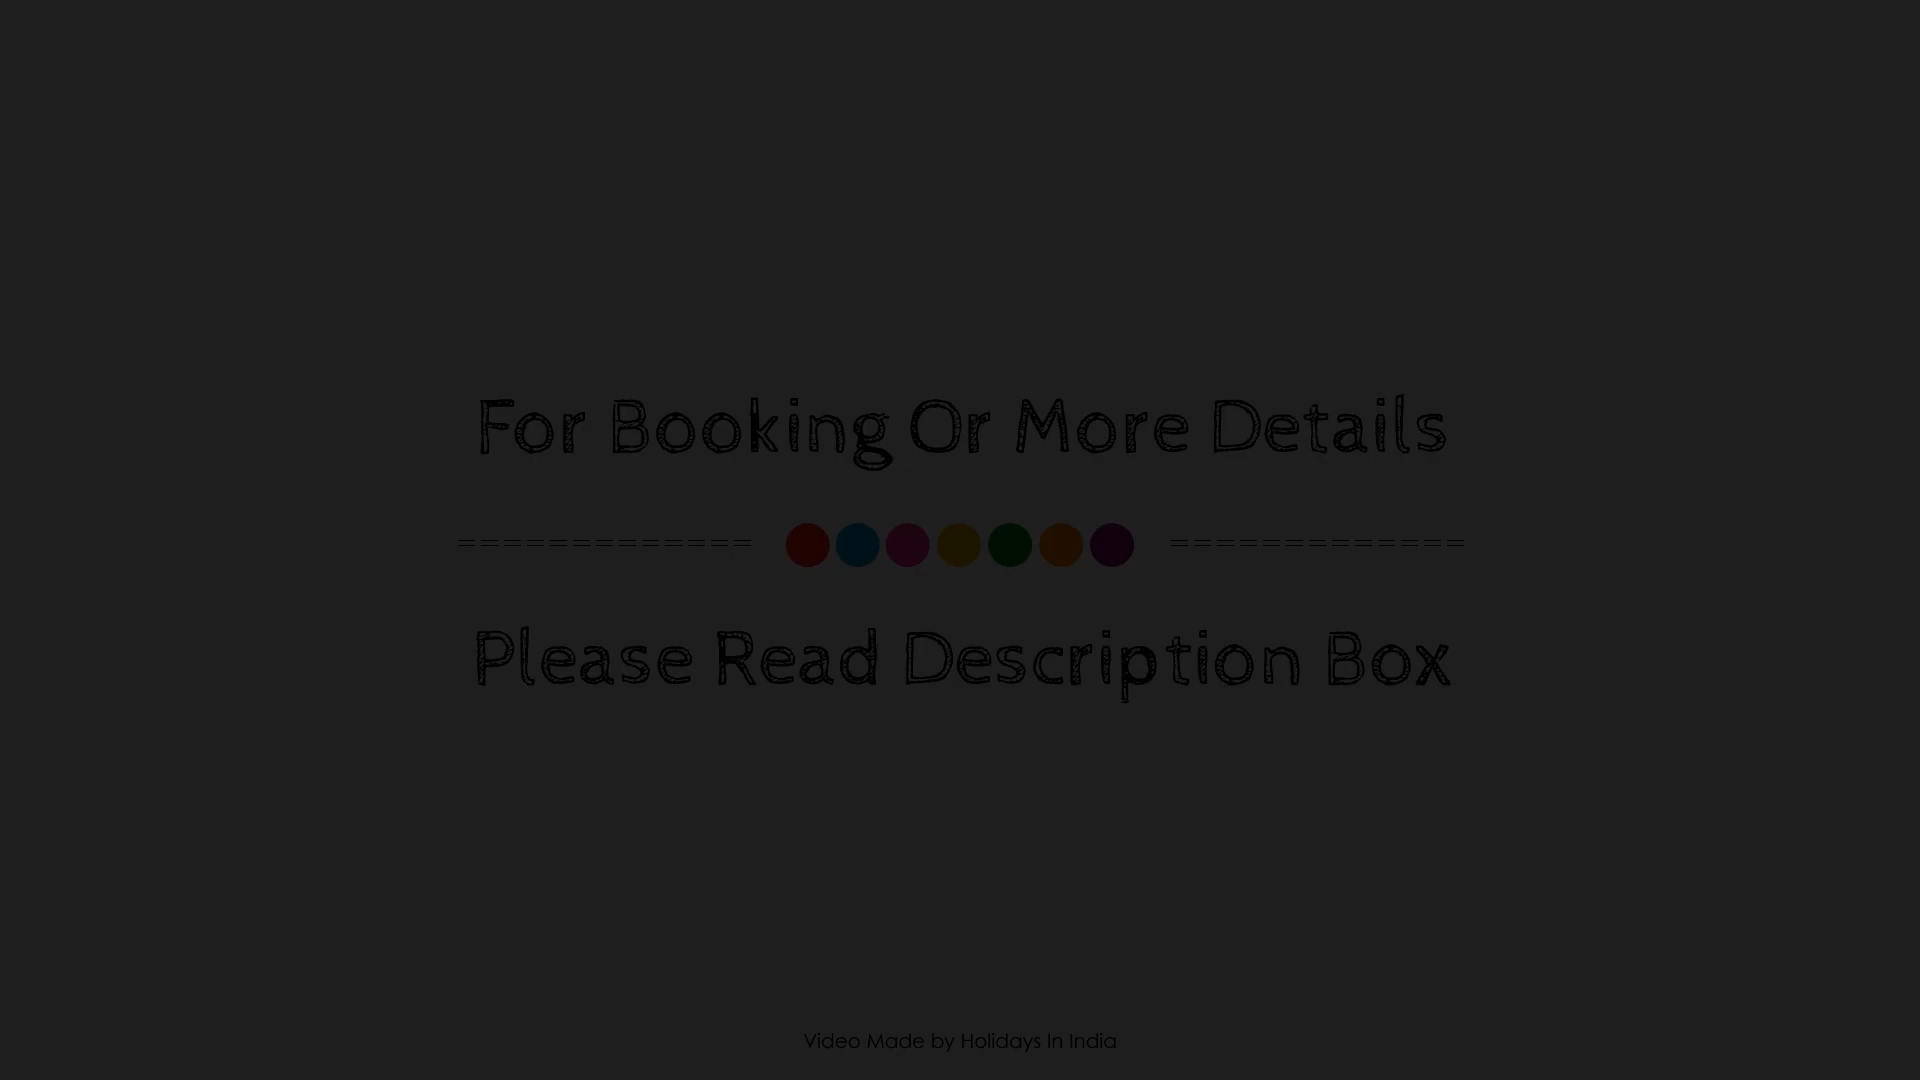 For Booking Or More Details
============= =============
Please Read Description Box
Video Made by Holidays In India